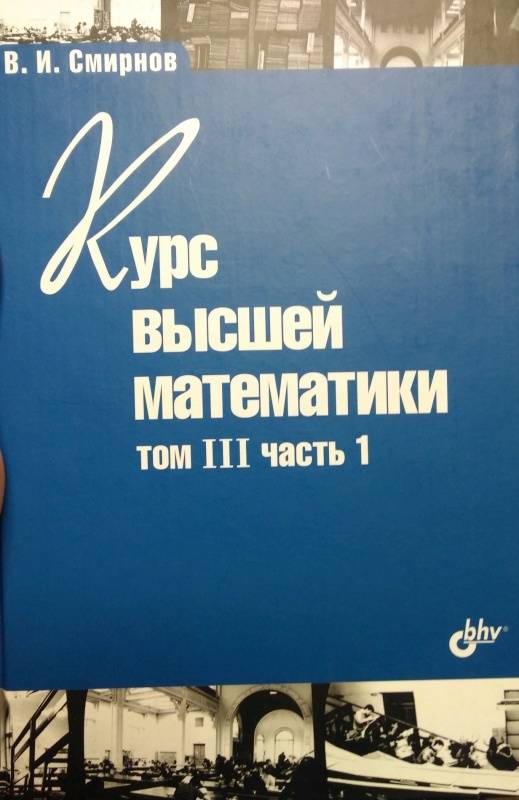 В. И. Смирнов
Курс
высшей
математики
том III часть 1
bhv®